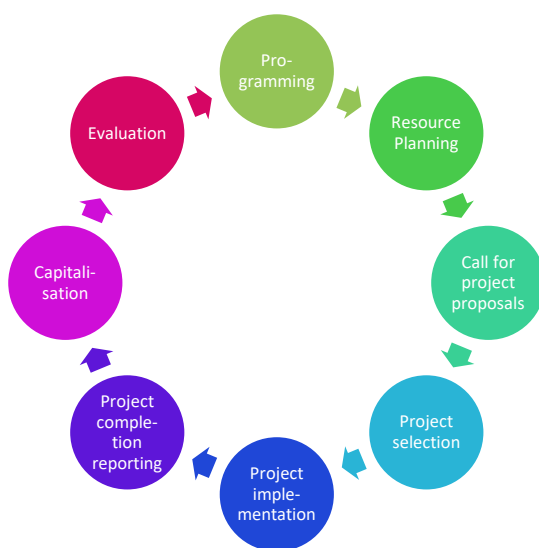 Pro-
gramming
Resource
Planning
Call for
project
proposals
Project
selection
Project
imple-
mentation
Project
comple-
tion
reporting
Capitali-
sation
Evaluation